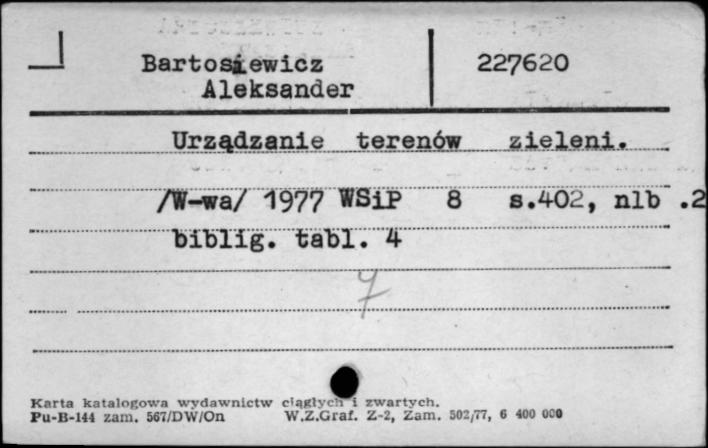 Bartosiewicz 227620
Aleksander
Urządzanie terenów zieleni.
/W-wa/ 1977 WSiP 8 s.402, nlb .2
biblig. tabl. 4
7
Karta katalogowa wydawnictw ciągłych i zwartych.
Pu-B-144 zam. 567/DW/On W.Z.Graf. Z-2, Zam. 502/77, 6 400 000